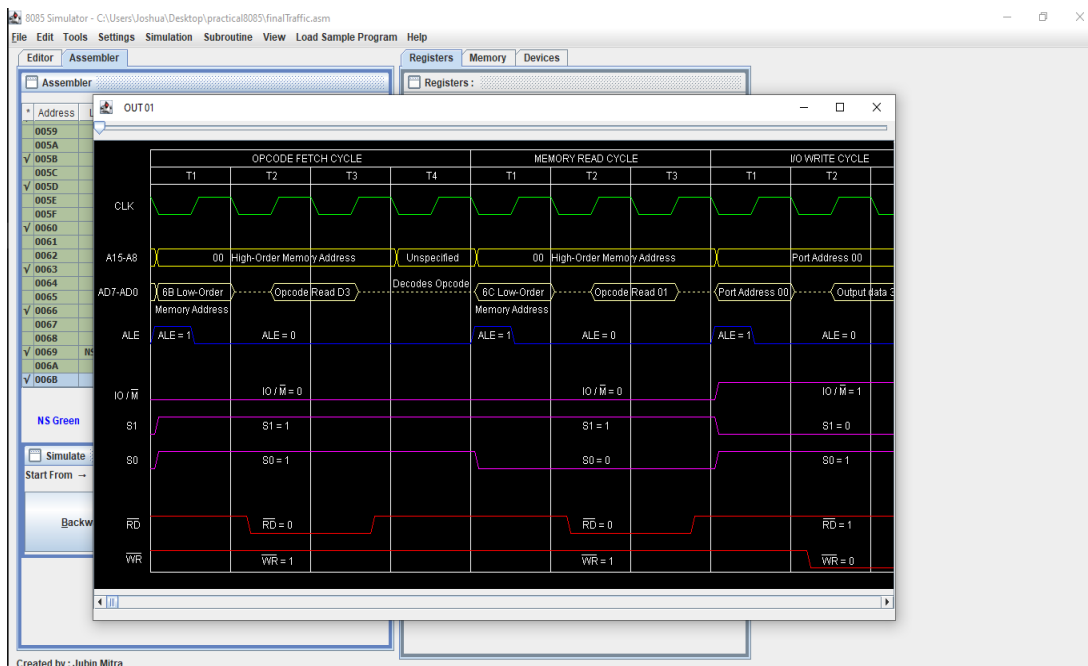 8085 Simulator - C:\Users\Joshua\Desktop\practical8085\finalTraffic.asm
File Edit Tools Settings Simulation Subroutine View Load Sample Program Help
Editor Assembler
Registers Memory Devices
Assembler
Registers :
* Address L
0059
005A
√ 005B
005C
√ 005D
005E
005F
√ 0060
0061
0062
√ 0063
0064
0065
√ 0066
0067
0068
√ 0069 NS
006A
√ 006B
NS Green
Simulate
Start From →
Backw
OUT 01
OPCODE FETCH CYCLE MEMORY READ CYCLE I/O WRITE CYCLE
T1 T2 T3 T4 T1 T2 T3 T1 T2
CLK
A15-A8 00 High-Order Memory Address Unspecified 00 High-Order Memory Address Port Address 00
AD7-AD0 6B Low-Order Opcode Read D3 Decodes Opcode 6C Low-Order Opcode Read 01 Port Address 00 Output data 3
Memory Address Memory Address
ALE ALE = 1 ALE = 0 ALE = 1 ALE = 0 ALE = 1 ALE = 0
IO / M̅ IO / M̅ = 0 IO / M̅ = 0 IO / M̅ = 1
S1 S1 = 1 S1 = 1 S1 = 0
S0 S0 = 1 S0 = 0 S0 = 1
R̅D̅ R̅D̅ = 0 R̅D̅ = 0 R̅D̅ = 1
W̅R̅ W̅R̅ = 1 W̅R̅ = 1 W̅R̅ = 0
Created by : Jubin Mitra